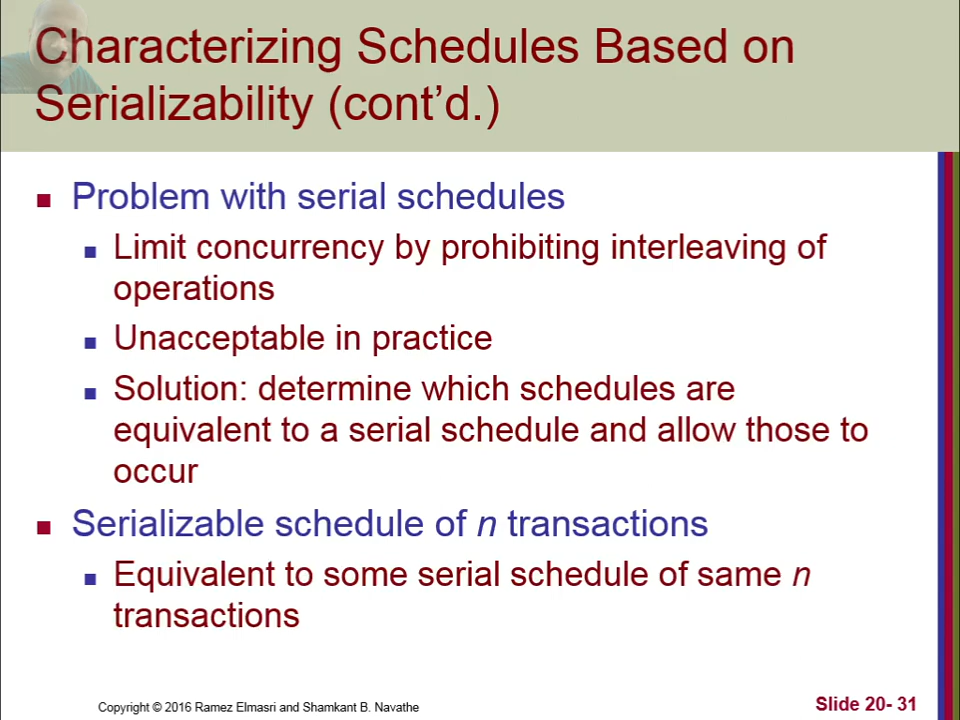 Characterizing Schedules Based on
Serializability (cont’d.)
Problem with serial schedules
Limit concurrency by prohibiting interleaving of
operations
Unacceptable in practice
Solution: determine which schedules are
equivalent to a serial schedule and allow those to
occur
Serializable schedule of n transactions
Equivalent to some serial schedule of same n
transactions
Copyright © 2016 Ramez Elmasri and Shamkant B. Navathe
Slide 20- 31